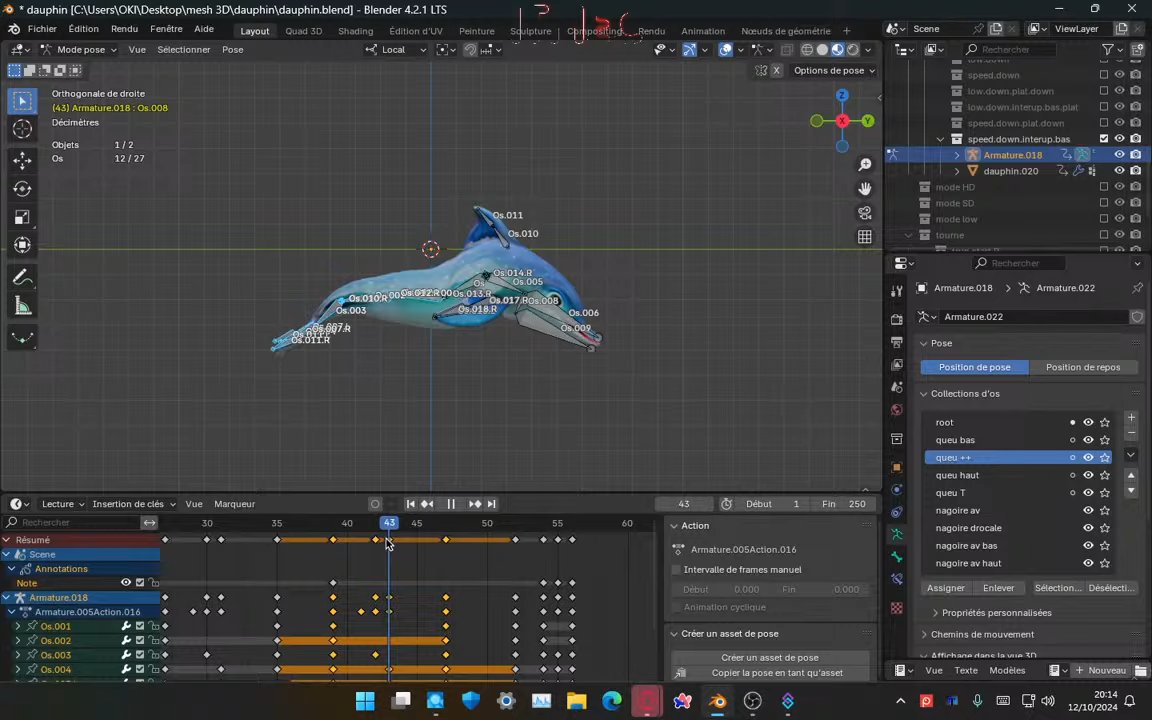 * dauphin [C:\Users\OKI\Desktop\mesh 3D\dauphin\dauphin.blend] - Blender 4.2.1 LTS
Fichier Édition Rendu Fenêtre Aide Layout Quad 3D Shading Édition d'UV Peinture Sculpture Compositing Rendu Animation Nœuds de géométrie Scene ViewLayer
Mode pose Vue Sélectionner Pose Local Rechercher
X Options de pose
Orthogonale de droite
(43) Armature.018 : Os.008
Décimètres
Objets 1 / 2
Os 12 / 27
Z
X
Y
Os.011
Os.010
Os.014.R
Os.005
Os.013.R
Os.010.R
Os.003
Os.017.R
Os.008
Os.018.R
Os.006
Os.009
Os.007.R
Os.011.R
speed.down
low.down.plat.down
low.down.interup.bas.plat
speed.down.plat.down
speed.down.interup.bas
Armature.018
dauphin.020
mode HD
mode SD
mode low
tourne
Rechercher
Armature.018 Armature.022
Armature.022
Pose
Position de pose Position de repos
Collections d'os
root
queu bas
queu ++
queu haut
queu T
nagoire av
nagoire drocale
nagoire av bas
nagoire av haut
Assigner Enlever Sélection... Désélecti...
Propriétés personnalisées
Chemins de mouvement
Affichage dans la vue 3D
Vue Texte Modèles Nouveau
Lecture Insertion de clés Vue Marqueur 43 Début 1 Fin 250
Rechercher 30 35 40 43 45 50 55 60
Résumé
Scene
Annotations
Note
Armature.018
Armature.005Action.016
Os.001
Os.002
Os.003
Os.004
Action
Armature.005Action.016
Intervalle de frames manuel
Début 0.000 Fin 0.000
Animation cyclique
Créer un asset de pose
Créer un asset de pose
Copier la pose en tant qu'asset
20:14
12/10/2024